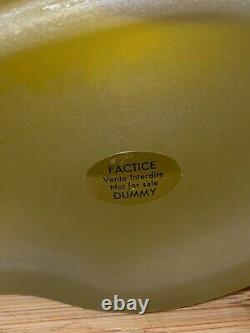 FACTICE
Vente Interdite
Not for sale
DUMMY
ebay